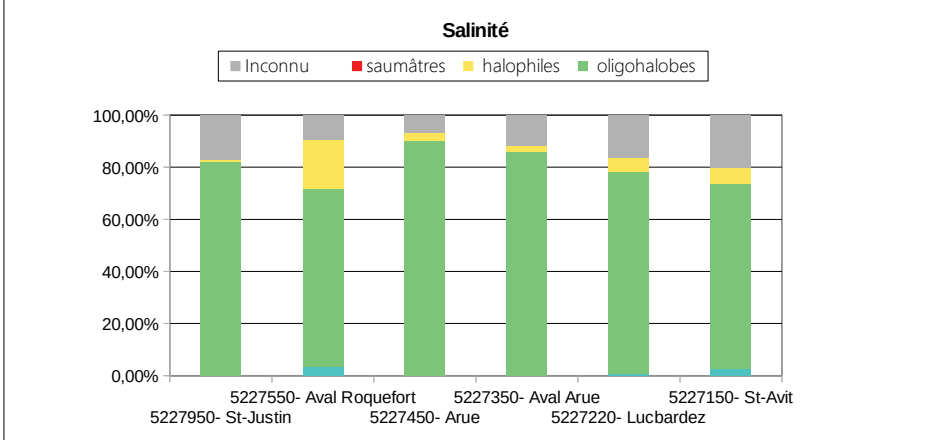 Salinité
Inconnu saumâtres halophiles oligohalobes
100,00%
80,00%
60,00%
40,00%
20,00%
0,00%
5227550- Aval Roquefort 5227350- Aval Arue 5227150- St-Avit
5227950- St-Justin 5227450- Arue 5227220- Lucbardez